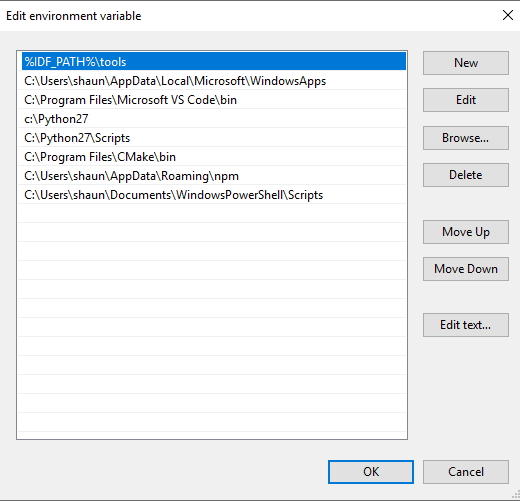 Edit environment variable
%IDF_PATH%\tools
C:\Users\shaun\AppData\Local\Microsoft\WindowsApps
C:\Program Files\Microsoft VS Code\bin
c:\Python27
C:\Python27\Scripts
C:\Program Files\CMake\bin
C:\Users\shaun\AppData\Roaming\npm
C:\Users\shaun\Documents\WindowsPowerShell\Scripts
New
Edit
Browse...
Delete
Move Up
Move Down
Edit text...
OK
Cancel